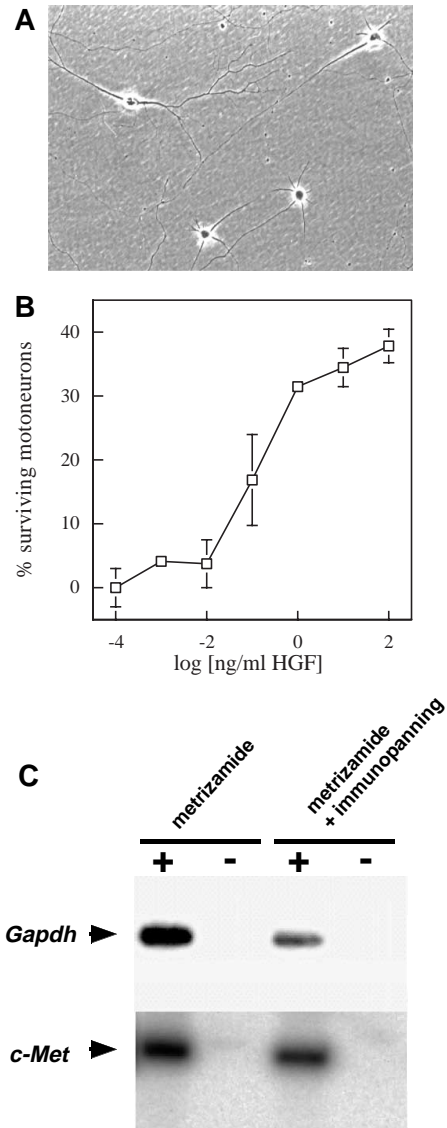 A
B
% surviving motoneurons
40
30
20
10
0
-4
-2
0
2
log [ng/ml HGF]
C
metrizamide
metrizamide
+ immunopanning
+
-
+
-
Gapdh
c-Met